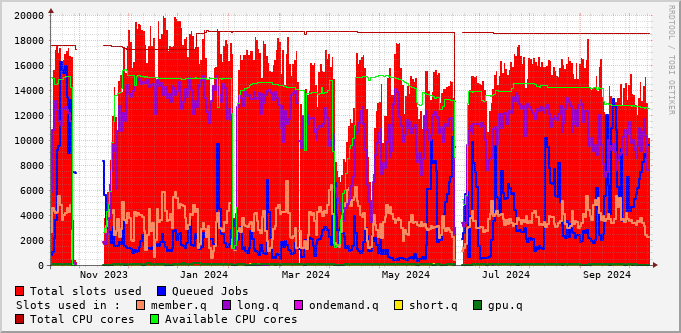 20000
18000
16000
14000
12000
10000
8000
6000
4000
2000
0
Nov 2023 Jan 2024 Mar 2024 May 2024 Jul 2024 Sep 2024
Total slots used Queued Jobs
Slots used in : member.q long.q ondemand.q short.q gpu.q
Total CPU cores Available CPU cores
RRDTOOL / TOBI OETIKER